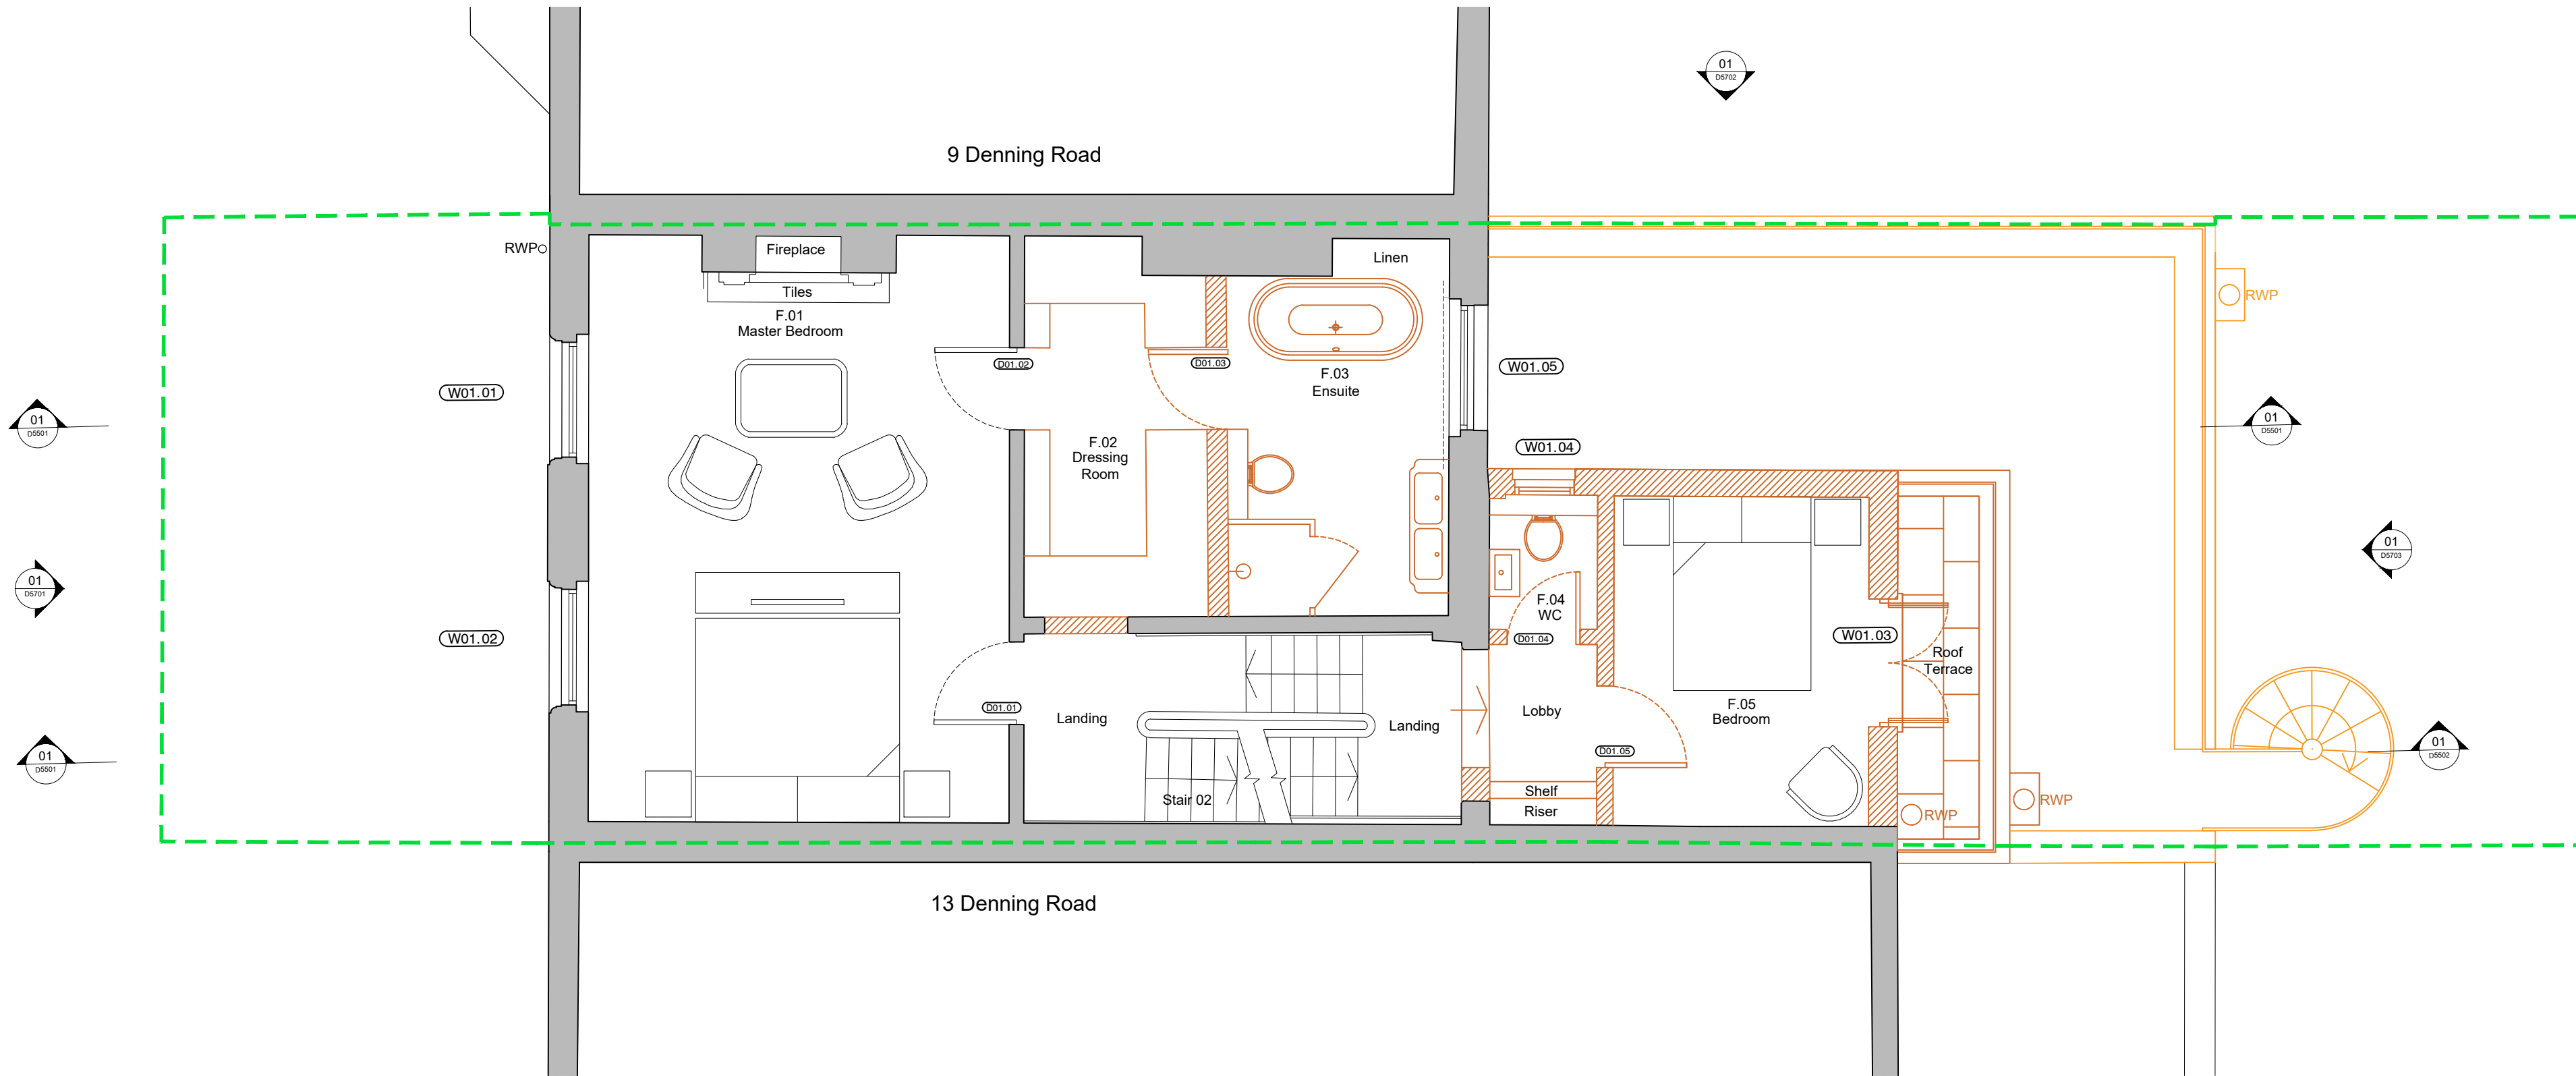 01
D5702
9 Denning Road
RWP
Fireplace
Tiles
F.01
Master Bedroom
Linen
RWP
D01.02
D01.03
F.03
Ensuite
W01.05
W01.01
01
D5501
01
D5501
F.02
Dressing
Room
W01.04
01
D5703
01
D5701
F.04
WC
D01.04
W01.02
W01.03
Roof
Terrace
D01.01
Landing
Landing
Lobby
F.05
Bedroom
D01.05
01
D5501
01
D5502
Stair 02
Shelf
Riser
RWP
RWP
13 Denning Road